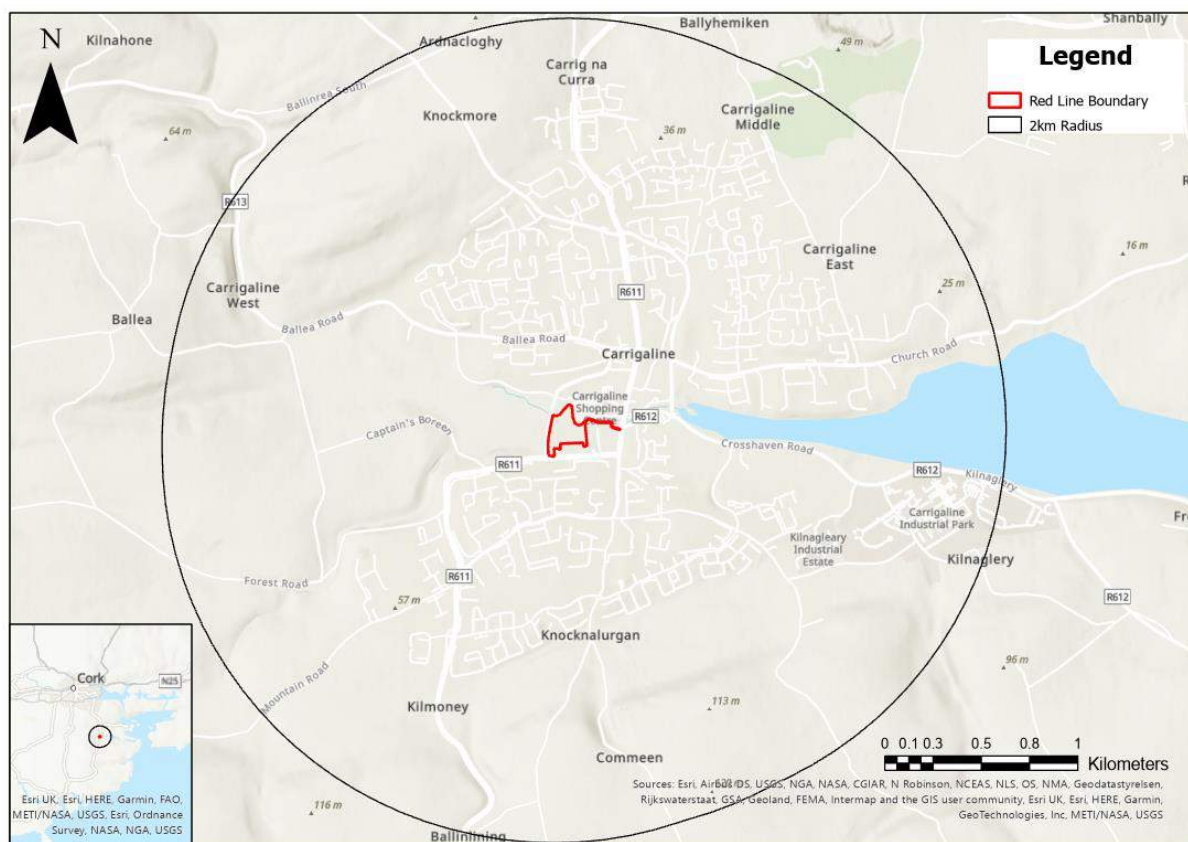 Kilnahone
Ardnacloghy
Ballyhemiken
Shanbally
N
49 m
Carrig na
Curra
Legend
Red Line Boundary
2km Radius
Ballinrea South
Knockmore
Carrigaline
Middle
64 m
36 m
R613
Carrigaline
East
16 m
Carrigaline
West
R611
25 m
Ballea
Ballea Road
Ballea Road
Carrigaline
Church Road
Carrigaline
Shopping
R612
Captain's Boreen
Crosshaven Road
R611
R612
Kilnaglery
Carrigaline
Industrial Park
Fr
Kilnagleary
Industrial
Estate
Kilnaglery
Forest Road
R611
57 m
R612
Knocknalurgan
Mountain Road
96 m
Kilmoney
113 m
Commeen
Cork
N25
0 0.1 0.3 0.5 0.8 1
Kilometers
116 m
Ballinlining
Sources: Esri, Airbus DS, USGS, NGA, NASA, CGIAR, N Robinson, NCEAS, NLS, OS, NMA, Geodatastyrelsen,
Rijkswaterstaat, GSA, Geoland, FEMA, Intermap and the GIS user community, Esri UK, Esri, HERE, Garmin,
GeoTechnologies, Inc, METI/NASA, USGS
Esri UK, Esri, HERE, Garmin, FAO,
METI/NASA, USGS, Esri, Ordnance
Survey, NASA, NGA, USGS